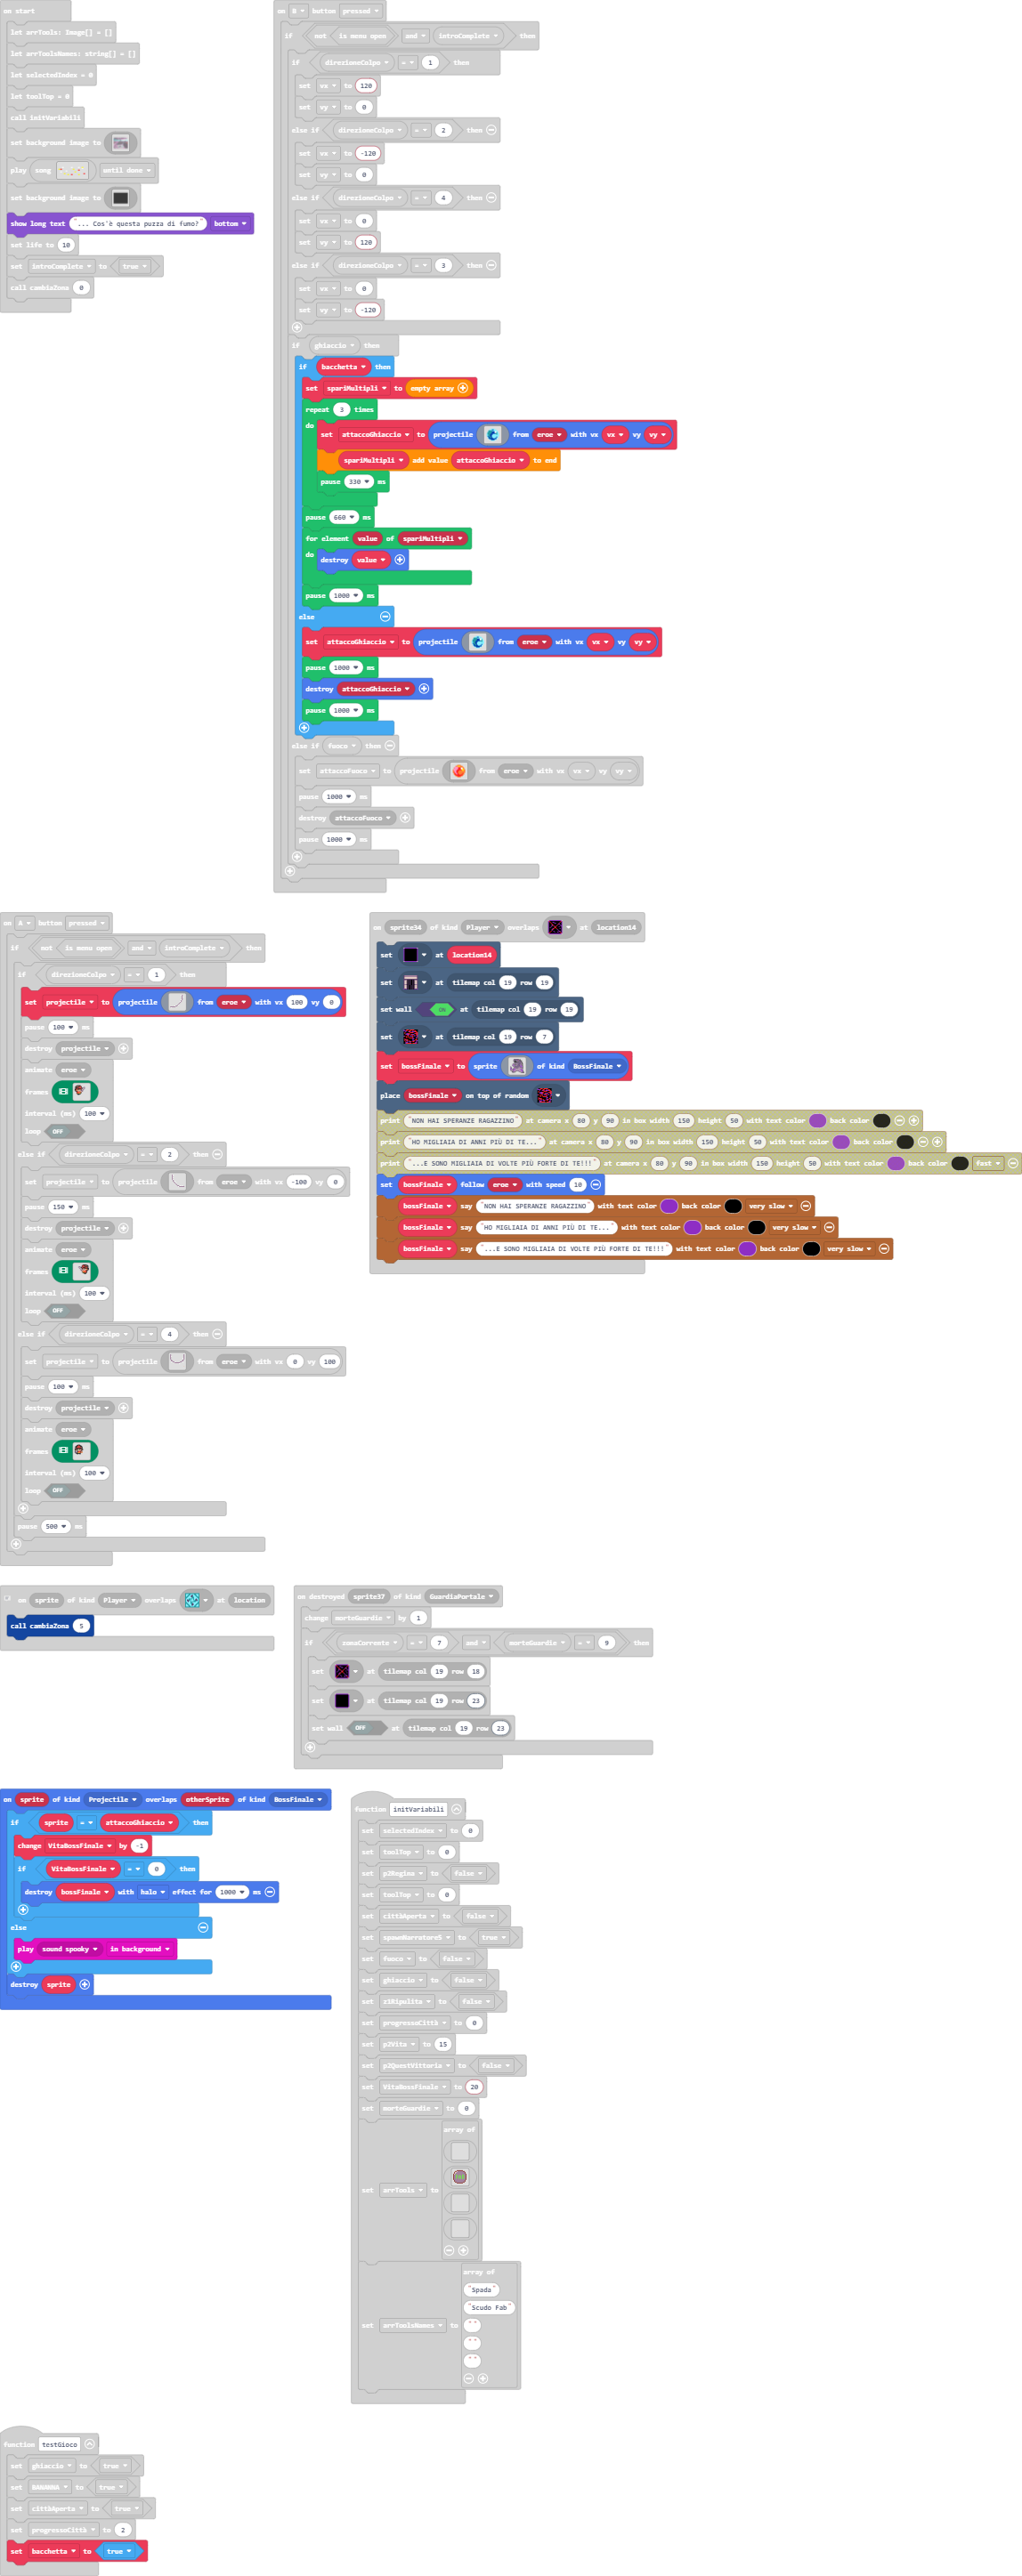 on start
let arrTools: Image[] = []
let arrToolsNames: string[] = []
let selectedIndex = 0
let toolTop = 0
call initVariabili
set background image to
play song until done
set background image to
show long text "... Cos'è questa puzza di fumo?" bottom
set life to 10
set introCompleto to true
call cambiaZona 0
on B button pressed
if not is menu open and introCompleto then
if direzioneColpo = 1 then
set vx to 120
set vy to 0
else if direzioneColpo = 2 then
set vx to -120
set vy to 0
else if direzioneColpo = 4 then
set vx to 0
set vy to 120
else if direzioneColpo = 3 then
set vx to 0
set vy to -120
if ghiaccio then
if bacchetta then
set spariMultipli to empty array
repeat 3 times
do set attaccoGhiaccio to projectile from eroe with vx vx vy vy
spariMultipli add value attaccoGhiaccio to end
pause 330 ms
pause 660 ms
for element value of spariMultipli
do destroy value
pause 1000 ms
else
set attaccoGhiaccio to projectile from eroe with vx vx vy vy
pause 1000 ms
destroy attaccoGhiaccio
pause 1000 ms
else if fuoco then
set attaccoFuoco to projectile from eroe with vx vx vy vy
pause 1000 ms
destroy attaccoFuoco
pause 1000 ms
on A button pressed
if not is menu open and introCompleto then
if direzioneColpo = 1 then
set projectile to projectile from eroe with vx 100 vy 0
pause 100 ms
destroy projectile
animate eroe
frames
interval (ms) 100
loop OFF
else if direzioneColpo = 2 then
set projectile to projectile from eroe with vx -100 vy 0
pause 150 ms
destroy projectile
animate eroe
frames
interval (ms) 100
loop OFF
else if direzioneColpo = 4 then
set projectile to projectile from eroe with vx 0 vy 100
pause 100 ms
destroy projectile
animate eroe
frames
interval (ms) 100
loop OFF
pause 500 ms
on sprite34 of kind Player overlaps at location14
set at location14
set at tilemap col 19 row 19
set wall ON at tilemap col 19 row 19
set at tilemap col 19 row 7
set bossFinale to sprite of kind BossFinale
place bossFinale on top of random
print "NON HAI SPERANZE RAGAZZINO" at camera x 80 y 90 in box width 150 height 50 with text color back color
print "HO MIGLIAIA DI ANNI PIÙ DI TE..." at camera x 80 y 90 in box width 150 height 50 with text color back color
print "...E SONO MIGLIAIA DI VOLTE PIÙ FORTE DI TE!!!" at camera x 80 y 90 in box width 150 height 50 with text color back color fast
set bossFinale follow eroe with speed 10
bossFinale say "NON HAI SPERANZE RAGAZZINO" with text color back color very slow
bossFinale say "HO MIGLIAIA DI ANNI PIÙ DI TE..." with text color back color very slow
bossFinale say "...E SONO MIGLIAIA DI VOLTE PIÙ FORTE DI TE!!!" with text color back color very slow
on sprite of kind Player overlaps at location
call cambiaZona 5
on destroyed sprite37 of kind GuardiaPortale
change morteGuardie by 1
if zonaCorrente = 7 and morteGuardie = 9 then
set at tilemap col 19 row 18
set at tilemap col 19 row 23
set wall OFF at tilemap col 19 row 23
on sprite of kind Projectile overlaps otherSprite of kind BossFinale
if sprite = attaccoGhiaccio then
change VitaBossFinale by -1
if VitaBossFinale = 0 then
destroy bossFinale with halo effect for 1000 ms
else
play sound spooky in background
destroy sprite
function initVariabili
set selectedIndex to 0
set toolTop to 0
set p2Regina to false
set toolTop to 0
set cittàAperta to false
set spawnNarratore5 to true
set fuoco to false
set ghiaccio to false
set z1Ripulita to false
set progressoCittà to 0
set p2Vita to 15
set p2QuestVittoria to false
set VitaBossFinale to 20
set morteGuardie to 0
array of
set arrTools to
array of
"Spada"
"Scudo Fab"
set arrToolsNames to
" "
" "
" "
function testGioco
set ghiaccio to true
set BANANNA to true
set cittàAperta to true
set progressoCittà to 2
set bacchetta to true